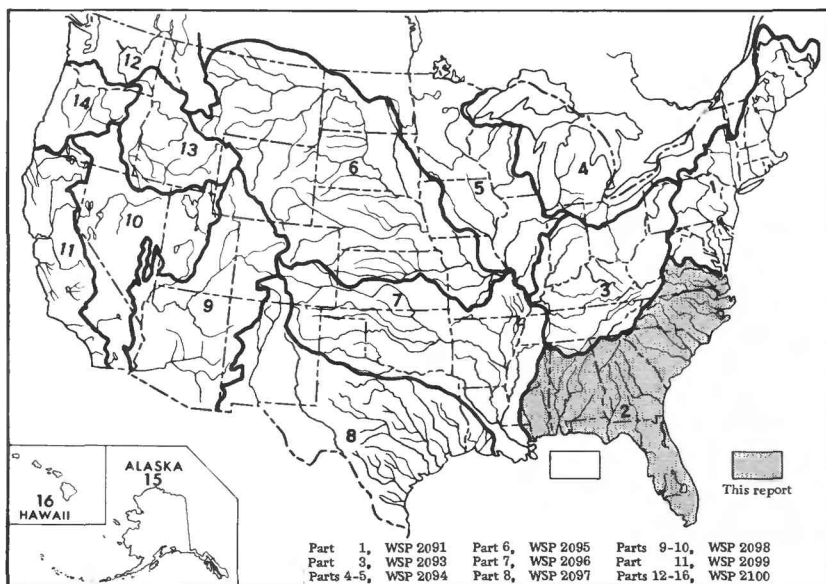 12
14
13
6
5
4
10
11
3
7
9
2
8
ALASKA
15
16
HAWAII
This report
Part 1, WSP 2091 Part 6, WSP 2095 Parts 9-10, WSP 2098
Part 3, WSP 2093 Part 7, WSP 2096 Part 11, WSP 2099
Parts 4-5, WSP 2094 Part 8, WSP 2097 Parts 12-16, WSP 2100